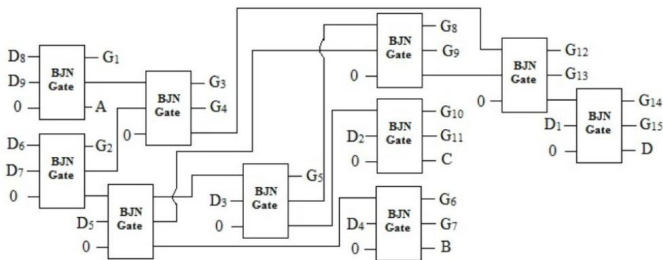 D8 BJN Gate G1
D9
0 A
BJN Gate G3
G4
0
D6 BJN Gate G2
D7
0
BJN Gate
D5
0
BJN Gate G5
D3
0
BJN Gate G8
G9
0
BJN Gate G10
D2 G11
0 C
BJN Gate G6
D4 G7
0 B
BJN Gate G12
G13
0
BJN Gate G14
D1 G15
0 D